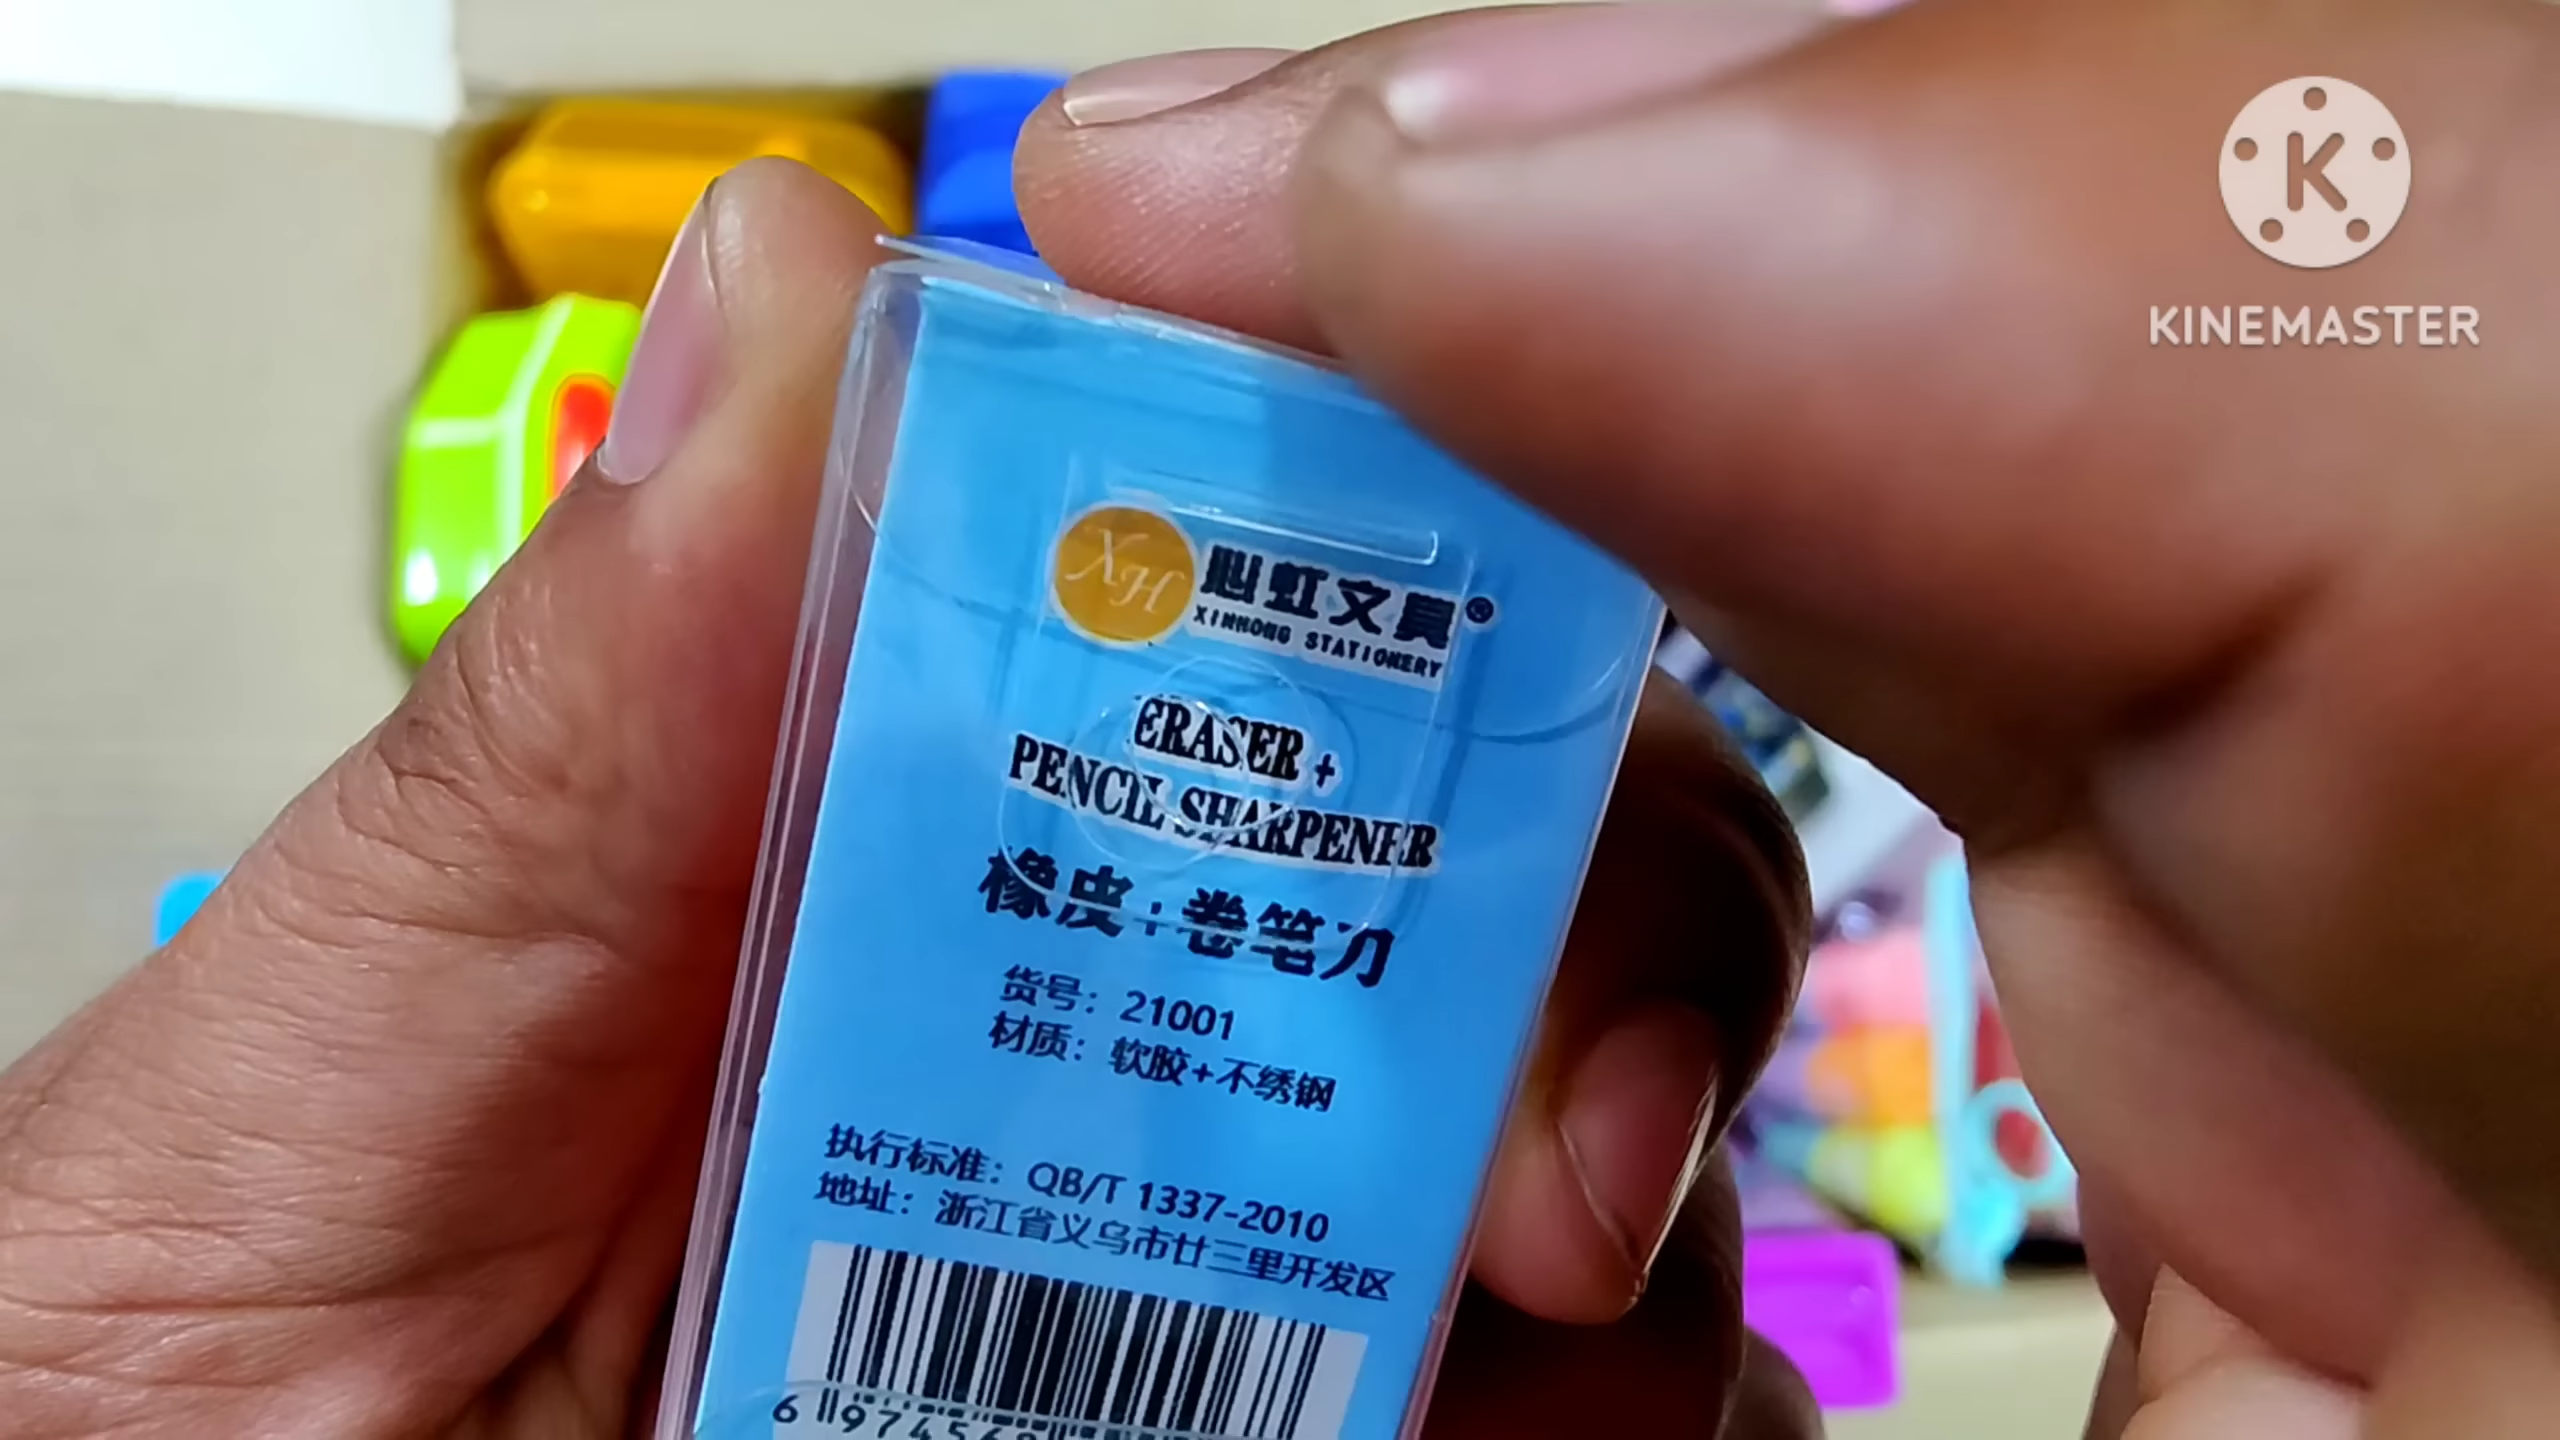 KINEMASTER
XH
心虹文具®
XINHONG STATIONERY
ERASER +
PENCIL SHARPENER
橡皮+卷笔刀
货号：21001
材质：软胶+不绣钢
执行标准：QB/T 1337-2010
地址：浙江省义乌市廿三里开发区
6 974568